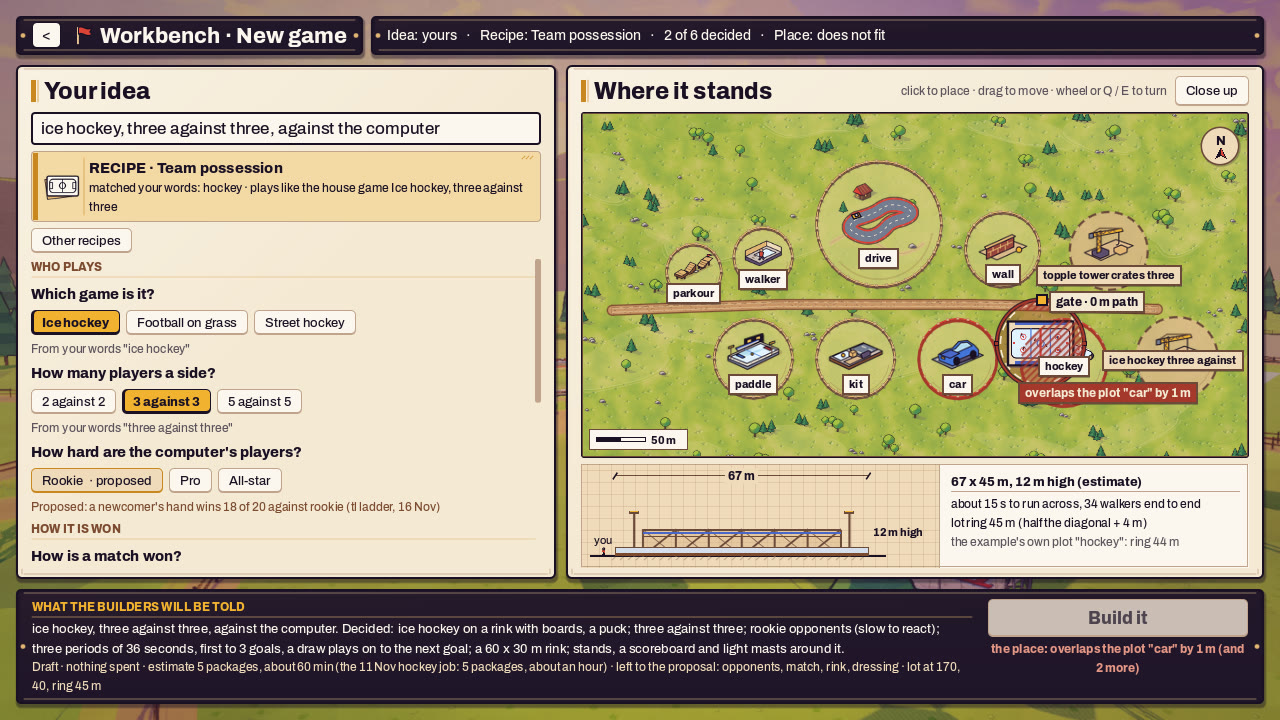 <
Workbench · New game
Idea: yours · Recipe: Team possession · 2 of 6 decided · Place: does not fit
Your idea
ice hockey, three against three, against the computer
RECIPE · Team possession
matched your words: hockey · plays like the house game Ice hockey, three against
three
Other recipes
WHO PLAYS
Which game is it?
Ice hockey
Football on grass
Street hockey
From your words "ice hockey"
How many players a side?
2 against 2
3 against 3
5 against 5
From your words "three against three"
How hard are the computer's players?
Rookie · proposed
Pro
All-star
Proposed: a newcomer's hand wins 18 of 20 against rookie (tl ladder, 16 Nov)
HOW IT IS WON
How is a match won?
Where it stands
click to place · drag to move · wheel or Q / E to turn
Close up
N
drive
wall
topple tower crates three
walker
parkour
gate · 0 m path
paddle
kit
car
hockey
ice hockey three against
overlaps the plot "car" by 1 m
50 m
67 m
you
12 m high
67 x 45 m, 12 m high (estimate)
about 15 s to run across, 34 walkers end to end
lot ring 45 m (half the diagonal + 4 m)
the example's own plot "hockey": ring 44 m
WHAT THE BUILDERS WILL BE TOLD
ice hockey, three against three, against the computer. Decided: ice hockey on a rink with boards, a puck; three against three; rookie opponents (slow to react);
three periods of 36 seconds, first to 3 goals, a draw plays on to the next goal; a 60 x 30 m rink; stands, a scoreboard and light masts around it.
Draft · nothing spent · estimate 5 packages, about 60 min (the 11 Nov hockey job: 5 packages, about an hour) · left to the proposal: opponents, match, rink, dressing · lot at 170,
40, ring 45 m
Build it
the place: overlaps the plot "car" by 1 m (and
2 more)